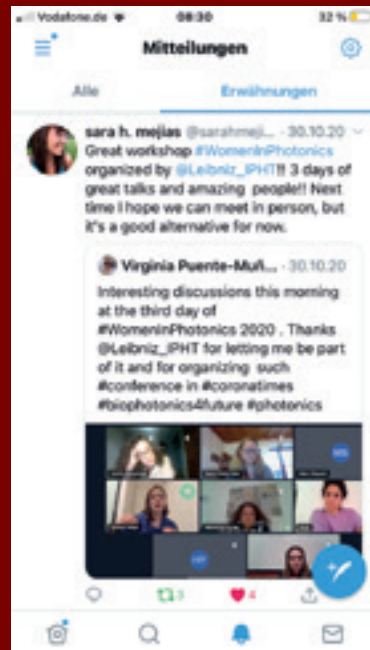 Vodafone.de 08:30 32 %
Mitteilungen
Alle Erwähnungen
sara h. mejias @sarahmeji... · 30.10.20
Great workshop #WomenInPhotonics
organized by @Leibniz_IPHT!! 3 days of
great talks and amazing people!! Next
time I hope we can meet in person, but
it's a good alternative for now.
Virginia Puente-Muñ... · 30.10.20
Interesting discussions this morning
at the third day of
#WomenInPhotonics 2020 . Thanks
@Leibniz_IPHT for letting me be part
of it and for organizing such
#conference in #coronatimes
#biophotonics4future #photonics
3 4